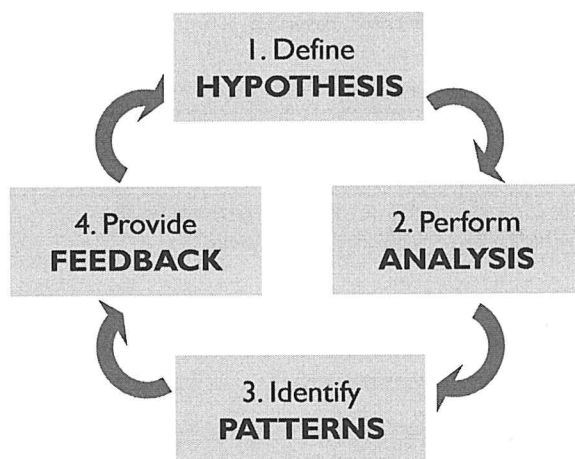 1. Define
HYPOTHESIS
2. Perform
ANALYSIS
3. Identify
PATTERNS
4. Provide
FEEDBACK